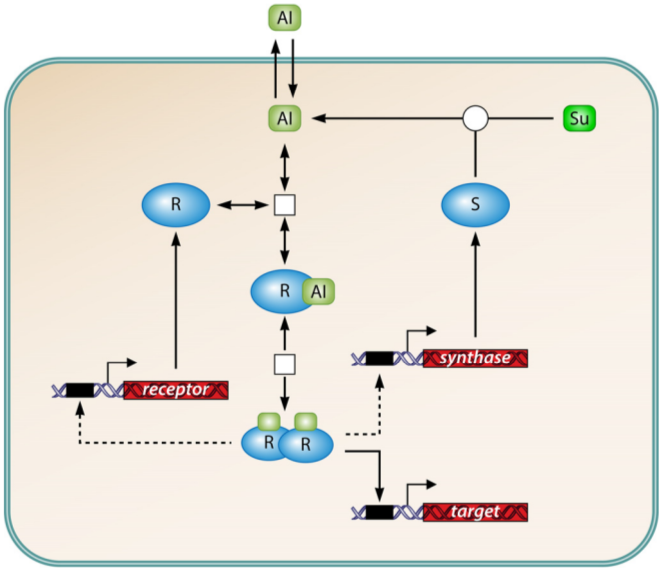 AI
AI
Su
R
S
R AI
synthase
receptor
R R
target